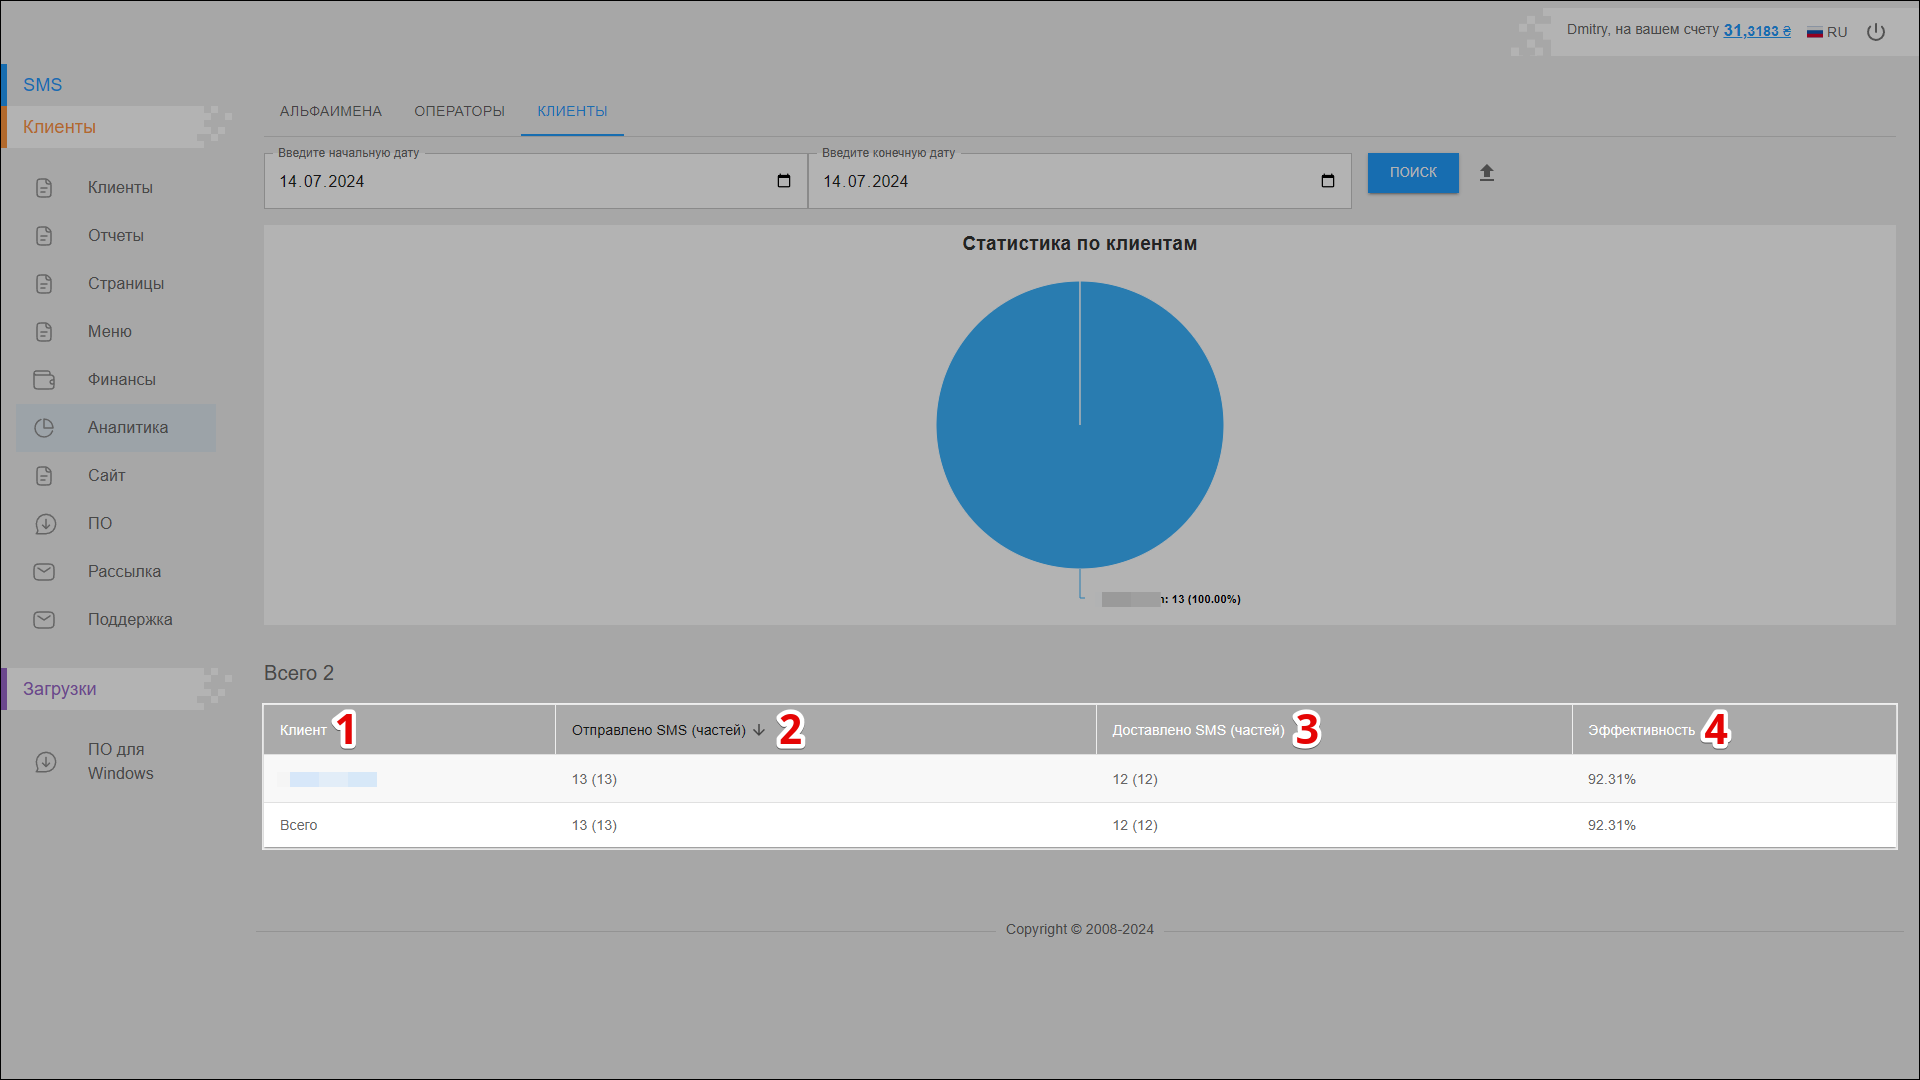 Dmitry, на вашем счету 31,3183 ₴ RU
SMS
Клиенты
Клиенты
Отчеты
Страницы
Меню
Финансы
Аналитика
Сайт
ПО
Рассылка
Поддержка
Загрузки
ПО для
Windows
АЛЬФАИМЕНА ОПЕРАТОРЫ КЛИЕНТЫ
Введите начальную дату Введите конечную дату
14.07.2024 14.07.2024 ПОИСК
Статистика по клиентам
: 13 (100.00%)
Всего 2
Клиент 1 Отправлено SMS (частей) 2 Доставлено SMS (частей) 3 Эффективность 4
13 (13) 12 (12) 92.31%
Всего 13 (13) 12 (12) 92.31%
Copyright © 2008-2024